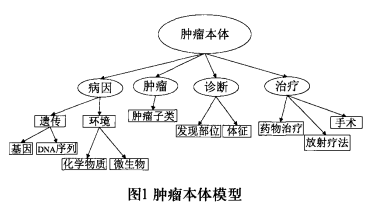 肿瘤本体
病因
肿瘤
诊断
治疗
遗传
环境
肿瘤子类
发现部位
体征
药物治疗
放射疗法
手术
基因
DNA序列
化学物质
微生物
图1 肿瘤本体模型